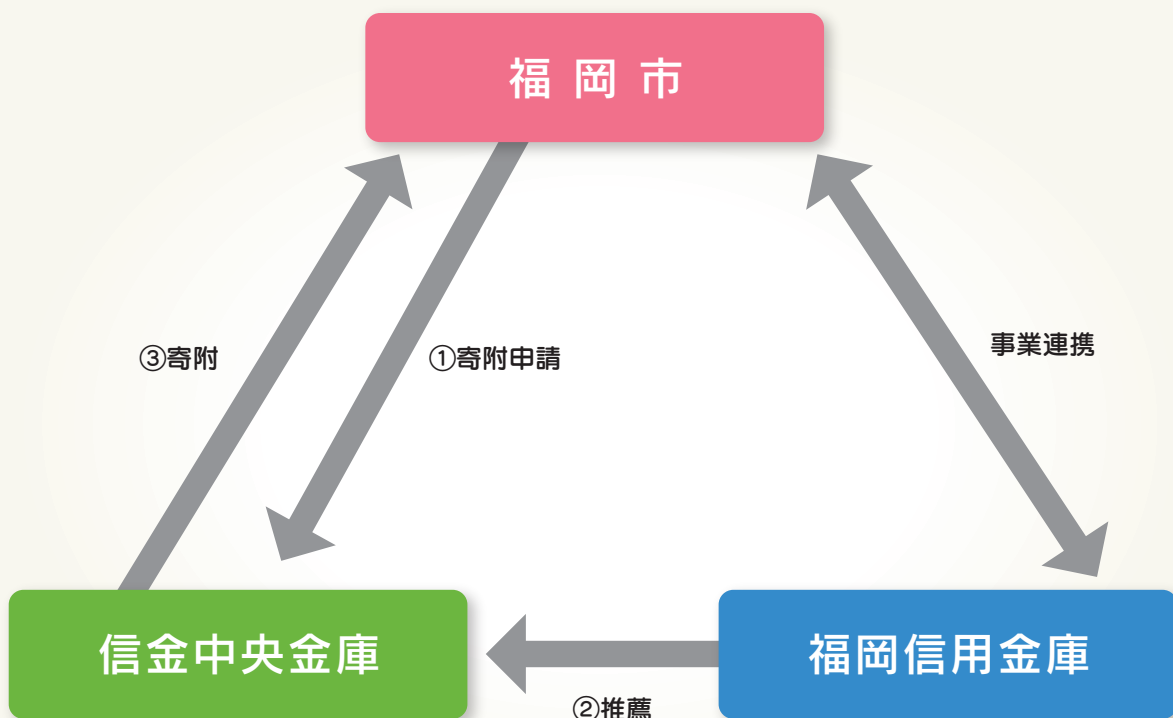 福岡市
③寄附
①寄附申請
事業連携
信金中央金庫
福岡信用金庫
②推薦